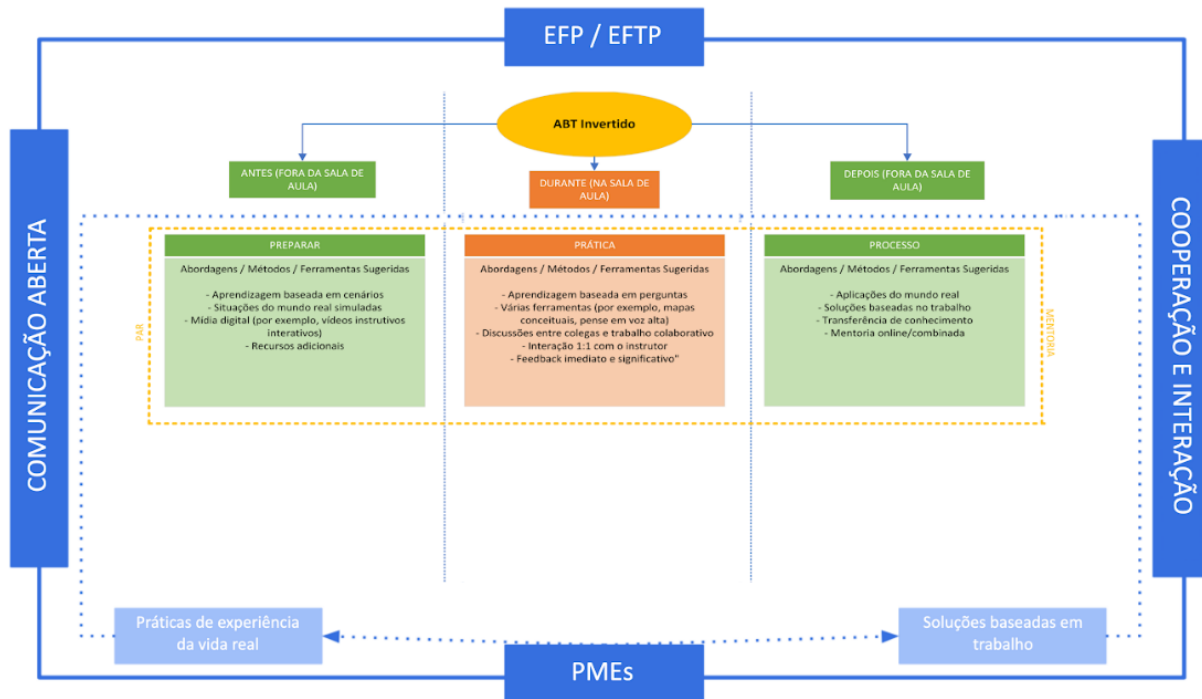 EFP / EFTP
COMUNICAÇÃO ABERTA
COOPERAÇÃO E INTERAÇÃO
ABT Invertido
ANTES (FORA DA SALA DE
AULA)
DURANTE (NA SALA DE
AULA)
DEPOIS (FORA DA SALA DE
AULA)
PAR
PREPARAR
Abordagens / Métodos / Ferramentas Sugeridas
- Aprendizagem baseada em cenários
- Situações do mundo real simuladas
- Mídia digital (por exemplo, vídeos instrutivos
interativos)
- Recursos adicionais
PRÁTICA
Abordagens / Métodos / Ferramentas Sugeridas
- Aprendizagem baseada em perguntas
- Várias ferramentas (por exemplo, mapas
conceituais, pense em voz alta)
- Discussões entre colegas e trabalho colaborativo
- Interação 1:1 com o instrutor
- Feedback imediato e significativo"
PROCESSO
Abordagens / Métodos / Ferramentas Sugeridas
- Aplicações do mundo real
- Soluções baseadas no trabalho
- Transferência de conhecimento
- Mentoria online/combinada
MENTORIA
Práticas de experiência
da vida real
Soluções baseadas em
trabalho
PMEs